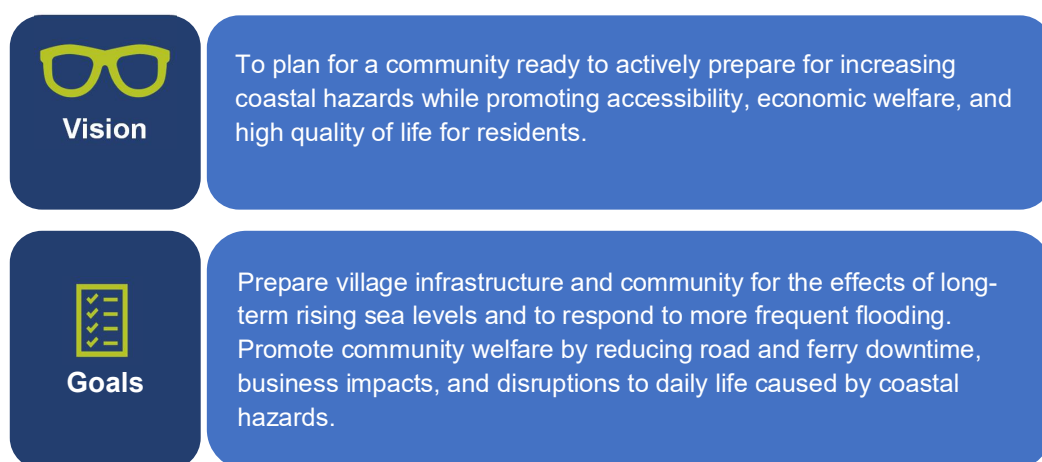 Vision
To plan for a community ready to actively prepare for increasing
coastal hazards while promoting accessibility, economic welfare, and
high quality of life for residents.
Goals
Prepare village infrastructure and community for the effects of long-
term rising sea levels and to respond to more frequent flooding.
Promote community welfare by reducing road and ferry downtime,
business impacts, and disruptions to daily life caused by coastal
hazards.